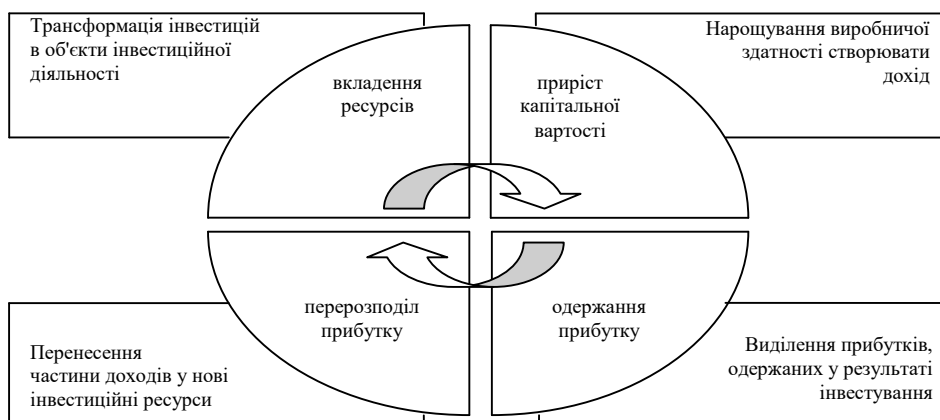 Трансформація інвестицій
в об'єкти інвестиційної
діяльності
вкладення
ресурсів
приріст
капітальної
вартості
Нарощування виробничої
здатності створювати
дохід
Перенесення
частини доходів у нові
інвестиційні ресурси
перерозподіл
прибутку
одержання
прибутку
Виділення прибутків,
одержаних у результаті
інвестування